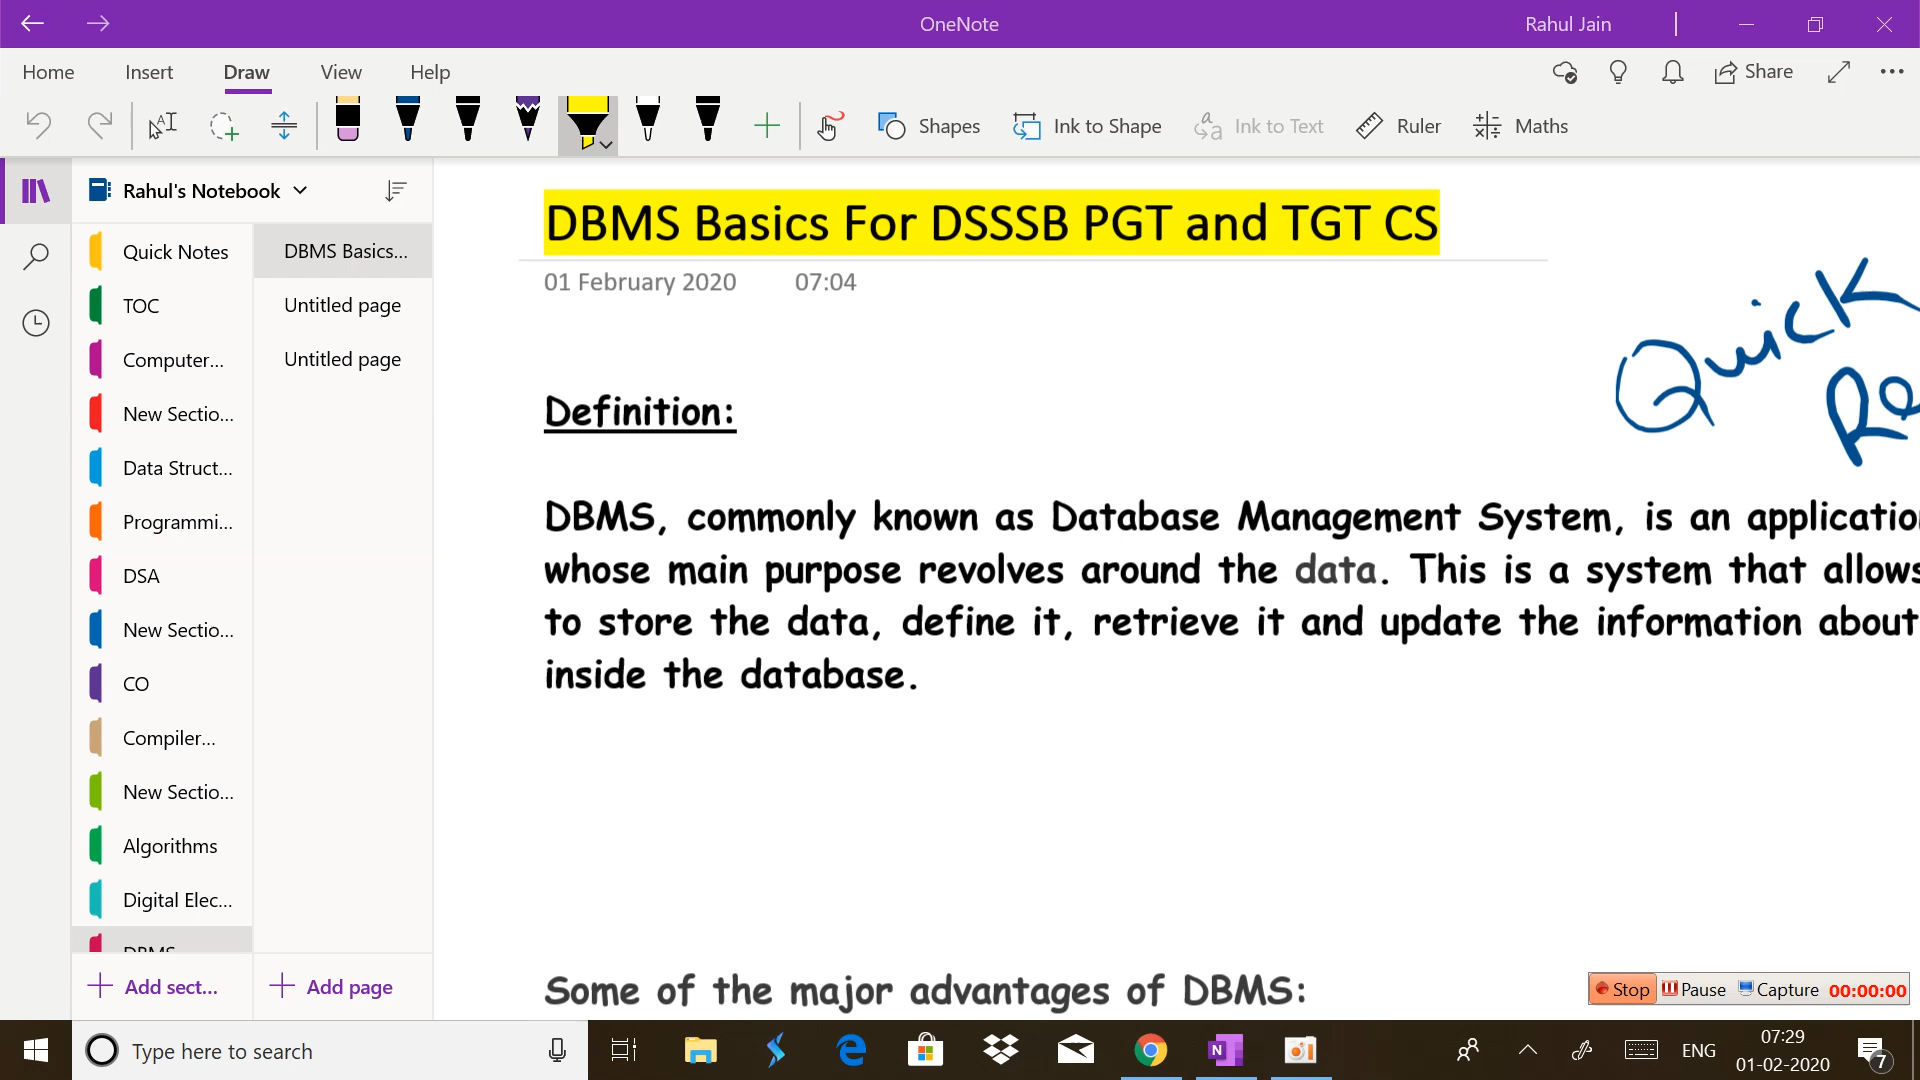 OneNote
Rahul Jain
Home Insert Draw View Help
Share
Shapes Ink to Shape Ink to Text Ruler Maths
Rahul's Notebook
Quick Notes
TOC
Computer...
New Sectio...
Data Struct...
Programmi...
DSA
New Sectio...
CO
Compiler...
New Sectio...
Algorithms
Digital Elec...
DBMS
Add sect...
DBMS Basics...
Untitled page
Untitled page
Add page
DBMS Basics For DSSSB PGT and TGT CS
01 February 2020 07:04
Quick
Re
Definition:
DBMS, commonly known as Database Management System, is an applicatio
whose main purpose revolves around the data. This is a system that allows
to store the data, define it, retrieve it and update the information about
inside the database.
Some of the major advantages of DBMS:
Stop Pause Capture 00:00:00
Type here to search
ENG
07:29
01-02-2020
7